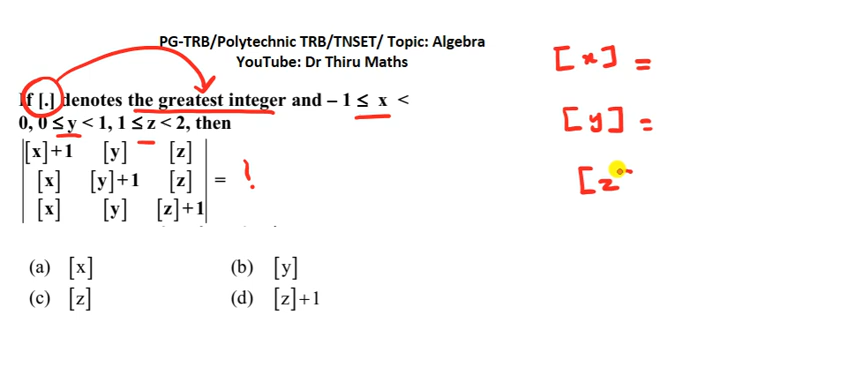 PG-TRB/Polytechnic TRB/TNSET/ Topic: Algebra
YouTube: Dr Thiru Maths
If [.] denotes the greatest integer and – 1 ≤ x <
0, 0 ≤ y < 1, 1 ≤ z < 2, then
[x]+1 [y] [z]
[x] [y]+1 [z] = ?
[x] [y] [z]+1
(a) [x] (b) [y]
(c) [z] (d) [z]+1
[x] =
[y] =
[z